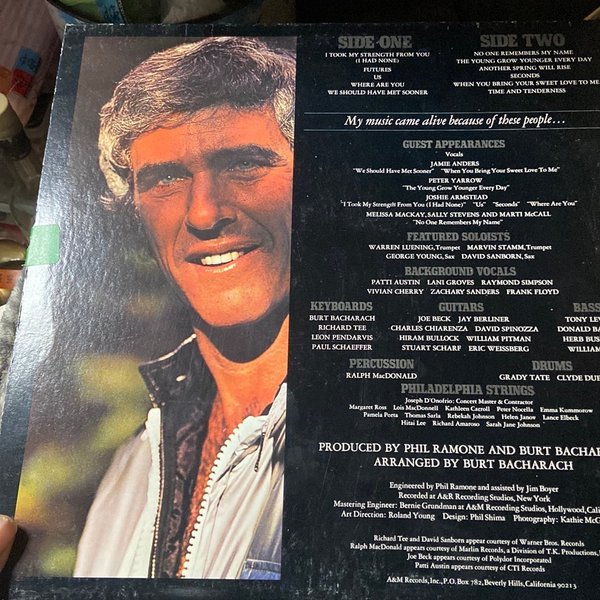 SIDE ONE
I TOOK MY STRENGTH FROM YOU
(I HAD NONE)
FUTURES
US
WHERE ARE YOU
WE SHOULD HAVE MET SOONER
SIDE TWO
NO ONE REMEMBERS MY NAME
THE YOUNG GROW YOUNGER EVERY DAY
ANOTHER SPRING WILL RISE
SECONDS
WHEN YOU BRING YOUR SWEET LOVE TO ME
TIME AND TENDERNESS
My music came alive because of these people...
GUEST APPEARANCES
Vocals
JAMIE ANDERS
"We Should Have Met Sooner" "When You Bring Your Sweet Love To Me"
PETER YARROW
"The Young Grow Younger Every Day"
JOSHIE ARMSTEAD
"I Took My Strength From You (I Had None)" "Us" "Seconds" "Where Are You"
MELISSA MACKAY, SALLY STEVENS AND MARTI McCALL
"No One Remembers My Name"
FEATURED SOLOISTS
WARREN LUENING, Trumpet MARVIN STAMM, Trumpet
GEORGE YOUNG, Sax DAVID SANBORN, Sax
BACKGROUND VOCALS
PATTI AUSTIN LANI GROVES RAYMOND SIMPSON
VIVIAN CHERRY ZACHARY SANDERS FRANK FLOYD
KEYBOARDS
BURT BACHARACH
RICHARD TEE
LEON PENDARVIS
PAUL SCHAEFFER
GUITARS
JOE BECK JAY BERLINER
CHARLES CHIARENZA DAVID SPINOZZA
HIRAM BULLOCK WILLIAM PITMAN
STUART SCHARF ERIC WEISSBERG
BASS
TONY LEV
DONALD BA
HERB BUS
WILLIA
PERCUSSION
RALPH MacDONALD
DRUMS
GRADY TATE CLYDE DUE
PHILADELPHIA STRINGS
Joseph D'Onofrio: Concert Master & Contractor
Margaret Ross Lois MacDonnell Kathleen Carroll Peter Nocella Emma Kummorow
Pamela Porta Thomas Sarla Rebekah Johnson Helen Janov Lance Elbeck
Hitai Lee Richard Amaroso Sarah Jane Johnson
PRODUCED BY PHIL RAMONE AND BURT BACHAR
ARRANGED BY BURT BACHARACH
Engineered by Phil Ramone and assisted by Jim Boyer
Recorded at A&R Recording Studios, New York
Mastering Engineer: Bernie Grundman at A&M Recording Studios, Hollywood, Calif
Art Direction: Roland Young Design: Phil Shima Photography: Kathie McG
Richard Tee and David Sanborn appear courtesy of Warner Bros. Records
Ralph MacDonald appears courtesy of Marlin Records, a Division of T.K. Productions,
Joe Beck appears courtesy of Polydor Incorporated
Patti Austin appears courtesy of CTI Records
A&M Records, Inc., P.O. Box 782, Beverly Hills, California 90213